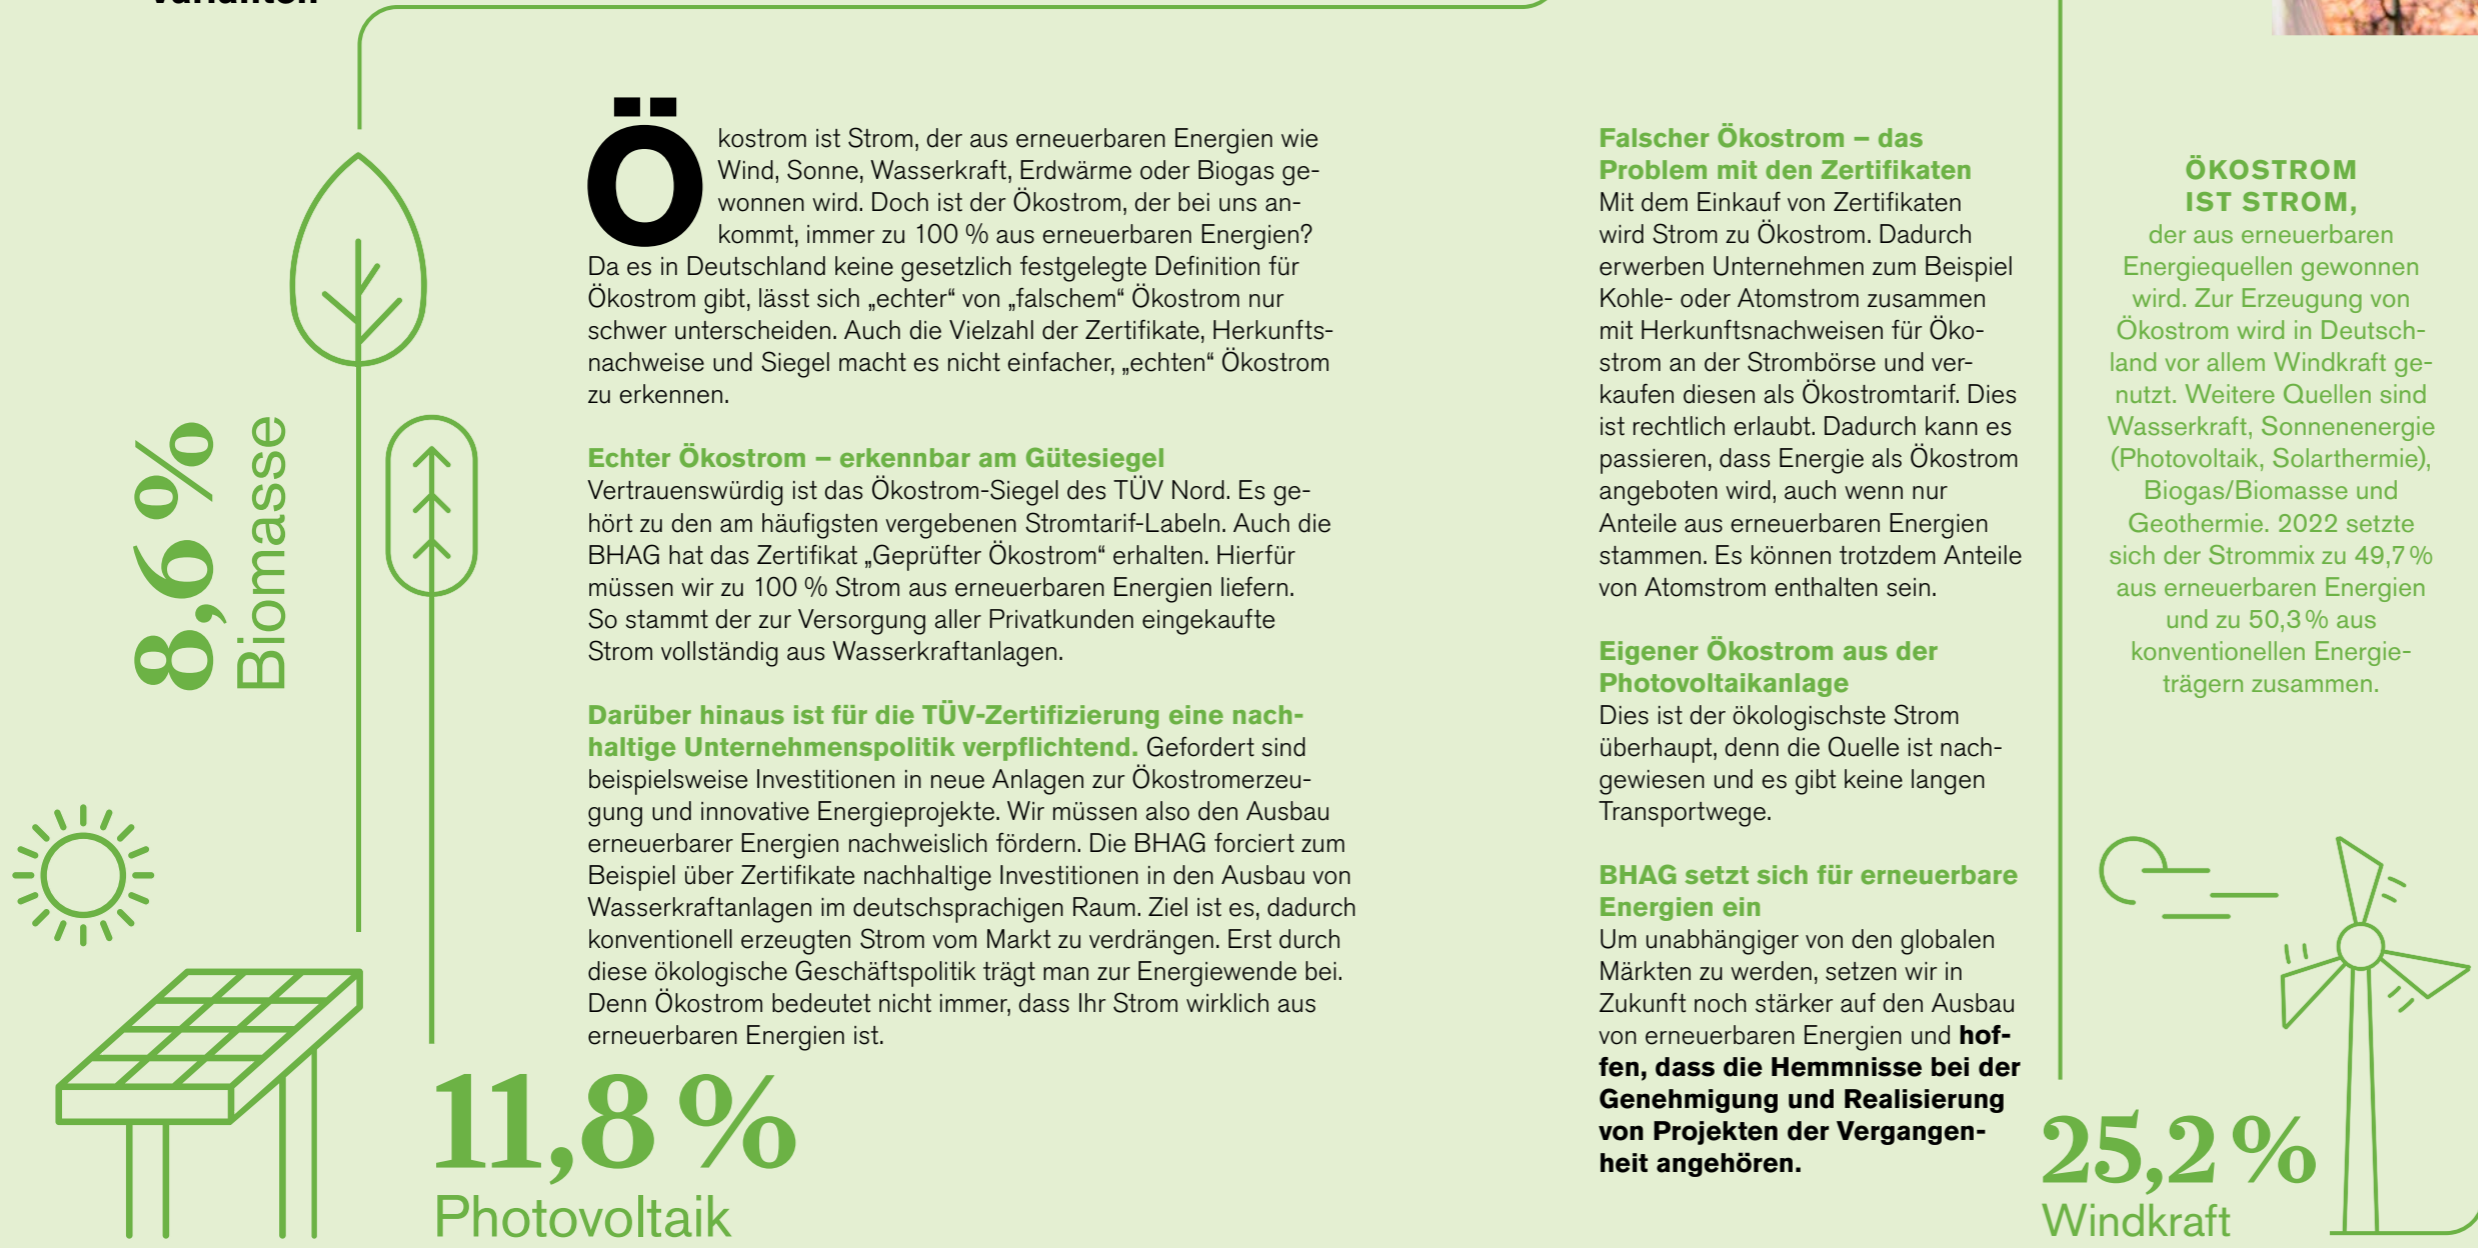 8,6 %
Biomasse
Ökostrom ist Strom, der aus erneuerbaren Energien wie
Wind, Sonne, Wasserkraft, Erdwärme oder Biogas ge-
wonnen wird. Doch ist der Ökostrom, der bei uns an-
kommt, immer zu 100 % aus erneuerbaren Energien?
Da es in Deutschland keine gesetzlich festgelegte Definition für
Ökostrom gibt, lässt sich „echter“ von „falschem“ Ökostrom nur
schwer unterscheiden. Auch die Vielzahl der Zertifikate, Herkunfts-
nachweise und Siegel macht es nicht einfacher, „echten“ Ökostrom
zu erkennen.
Echter Ökostrom – erkennbar am Gütesiegel
Vertrauenswürdig ist das Ökostrom-Siegel des TÜV Nord. Es ge-
hört zu den am häufigsten vergebenen Stromtarif-Labeln. Auch die
BHAG hat das Zertifikat „Geprüfter Ökostrom“ erhalten. Hierfür
müssen wir zu 100 % Strom aus erneuerbaren Energien liefern.
So stammt der zur Versorgung aller Privatkunden eingekaufte
Strom vollständig aus Wasserkraftanlagen.
Darüber hinaus ist für die TÜV-Zertifizierung eine nach-
haltige Unternehmenspolitik verpflichtend. Gefordert sind
beispielsweise Investitionen in neue Anlagen zur Ökostromerzeu-
gung und innovative Energieprojekte. Wir müssen also den Ausbau
erneuerbarer Energien nachweislich fördern. Die BHAG forciert zum
Beispiel über Zertifikate nachhaltige Investitionen in den Ausbau von
Wasserkraftanlagen im deutschsprachigen Raum. Ziel ist es, dadurch
konventionell erzeugten Strom vom Markt zu verdrängen. Erst durch
diese ökologische Geschäftspolitik trägt man zur Energiewende bei.
Denn Ökostrom bedeutet nicht immer, dass Ihr Strom wirklich aus
erneuerbaren Energien ist.
11,8 %
Photovoltaik
Falscher Ökostrom – das
Problem mit den Zertifikaten
Mit dem Einkauf von Zertifikaten
wird Strom zu Ökostrom. Dadurch
erwerben Unternehmen zum Beispiel
Kohle- oder Atomstrom zusammen
mit Herkunftsnachweisen für Öko-
strom an der Strombörse und ver-
kaufen diesen als Ökostromtarif. Dies
ist rechtlich erlaubt. Dadurch kann es
passieren, dass Energie als Ökostrom
angeboten wird, auch wenn nur
Anteile aus erneuerbaren Energien
stammen. Es können trotzdem Anteile
von Atomstrom enthalten sein.
Eigener Ökostrom aus der
Photovoltaikanlage
Dies ist der ökologischste Strom
überhaupt, denn die Quelle ist nach-
gewiesen und es gibt keine langen
Transportwege.
BHAG setzt sich für erneuerbare
Energien ein
Um unabhängiger von den globalen
Märkten zu werden, setzen wir in
Zukunft noch stärker auf den Ausbau
von erneuerbaren Energien und hof-
fen, dass die Hemmnisse bei der
Genehmigung und Realisierung
von Projekten der Vergangen-
heit angehören.
ÖKOSTROM
IST STROM,
der aus erneuerbaren
Energiequellen gewonnen
wird. Zur Erzeugung von
Ökostrom wird in Deutsch-
land vor allem Windkraft ge-
nutzt. Weitere Quellen sind
Wasserkraft, Sonnenenergie
(Photovoltaik, Solarthermie),
Biogas/Biomasse und
Geothermie. 2022 setzte
sich der Strommix zu 49,7 %
aus erneuerbaren Energien
und zu 50,3 % aus
konventionellen Energie-
trägern zusammen.
25,2 %
Windkraft